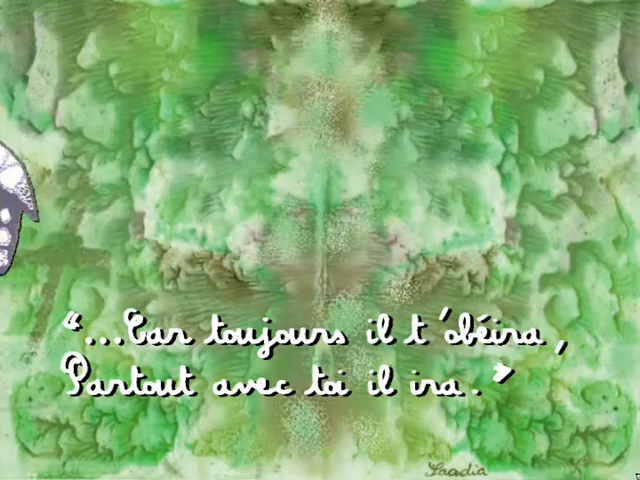 "...Car toujours il t'obéira,
Partout avec toi il ira."
Saadia